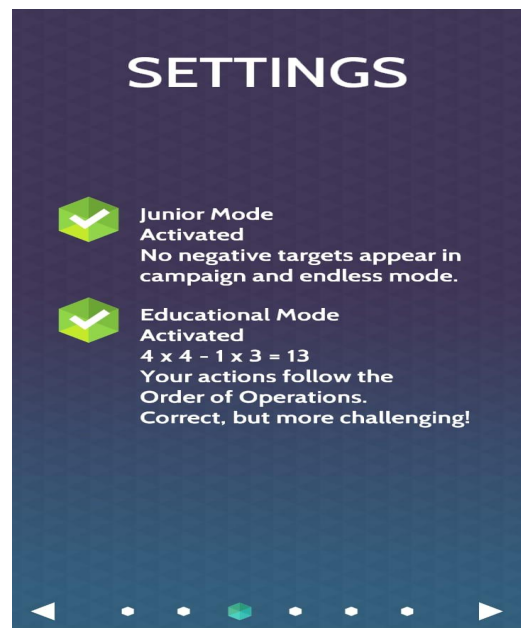 SETTINGS
Junior Mode
Activated
No negative targets appear in
campaign and endless mode.
Educational Mode
Activated
4 x 4 - 1 x 3 = 13
Your actions follow the
Order of Operations.
Correct, but more challenging!